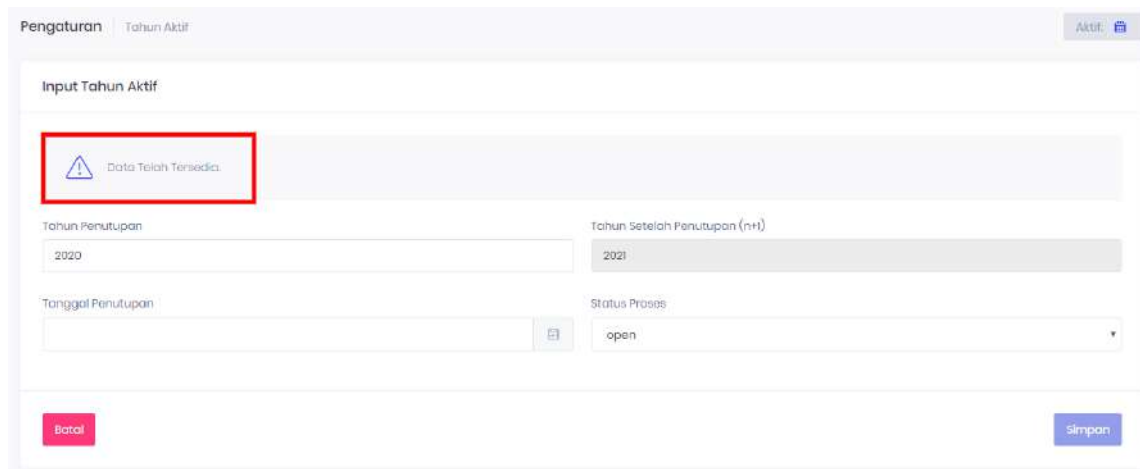 Pengaturan Tahun Aktif
Aktif:
Input Tahun Aktif
Data Telah Tersedia.
Tahun Penutupan
Tahun Setelah Penutupan (n+1)
2020
2021
Tanggal Penutupan
Status Proses
open
Batal
Simpan